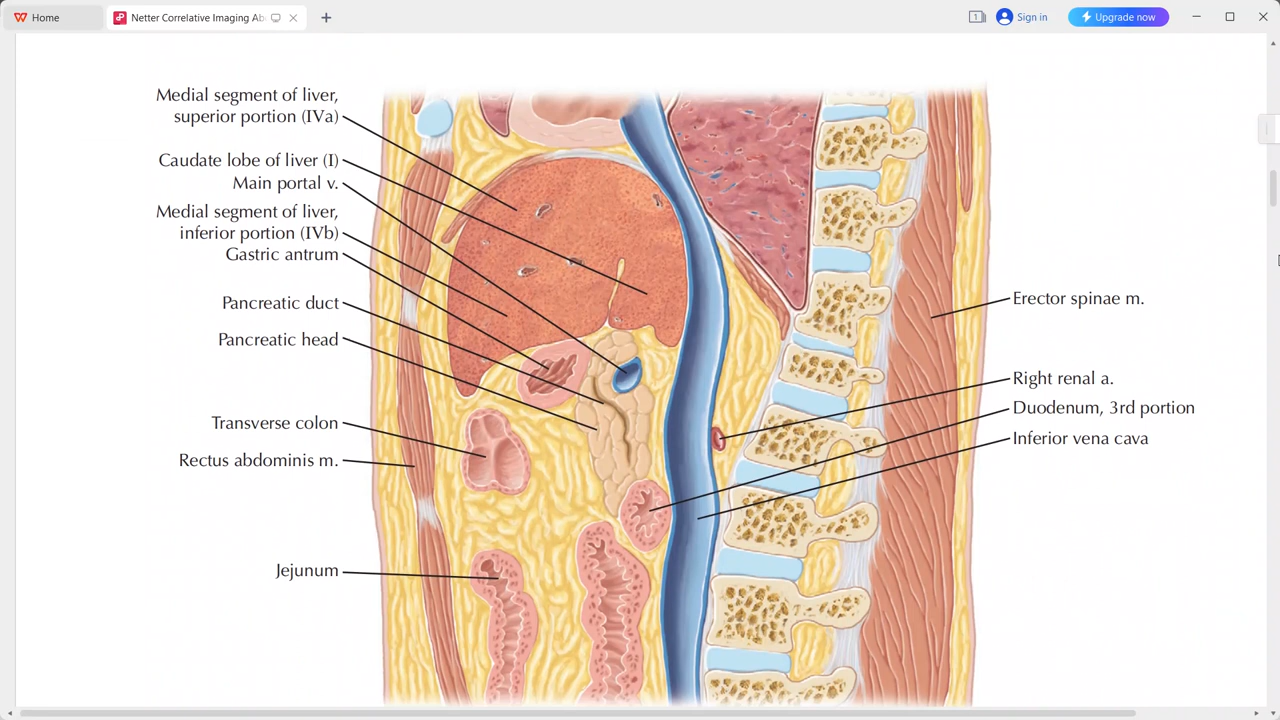 Home
Netter Correlative Imaging Ab
1
Sign in
Upgrade now
Medial segment of liver,
superior portion (IVa)
Caudate lobe of liver (I)
Main portal v.
Medial segment of liver,
inferior portion (IVb)
Gastric antrum
Pancreatic duct
Pancreatic head
Transverse colon
Rectus abdominis m.
Jejunum
Erector spinae m.
Right renal a.
Duodenum, 3rd portion
Inferior vena cava